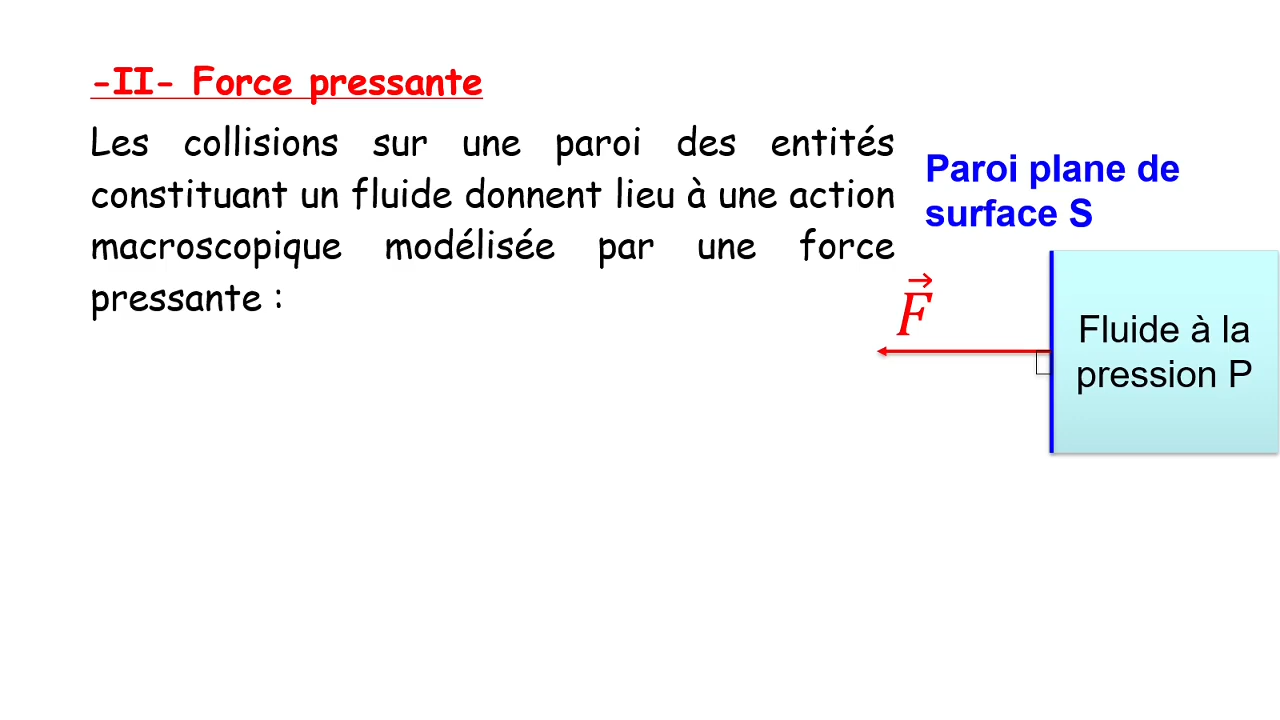 -II- Force pressante
Les collisions sur une paroi des entités
constituant un fluide donnent lieu à une action
macroscopique modélisée par une force
pressante :
Paroi plane de
surface S
F⃗
Fluide à la
pression P